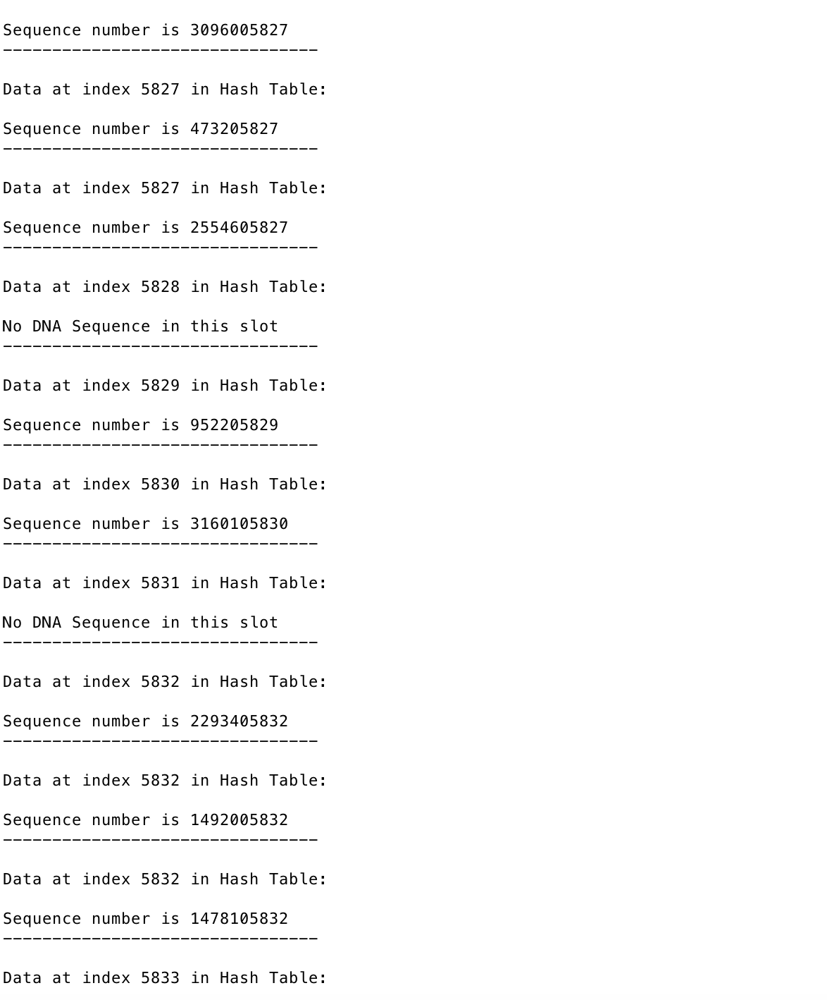 Sequence number is 3096005827
--------------------------------
Data at index 5827 in Hash Table:
Sequence number is 473205827
--------------------------------
Data at index 5827 in Hash Table:
Sequence number is 2554605827
--------------------------------
Data at index 5828 in Hash Table:
No DNA Sequence in this slot
--------------------------------
Data at index 5829 in Hash Table:
Sequence number is 952205829
--------------------------------
Data at index 5830 in Hash Table:
Sequence number is 3160105830
--------------------------------
Data at index 5831 in Hash Table:
No DNA Sequence in this slot
--------------------------------
Data at index 5832 in Hash Table:
Sequence number is 2293405832
--------------------------------
Data at index 5832 in Hash Table:
Sequence number is 1492005832
--------------------------------
Data at index 5832 in Hash Table:
Sequence number is 1478105832
--------------------------------
Data at index 5833 in Hash Table: